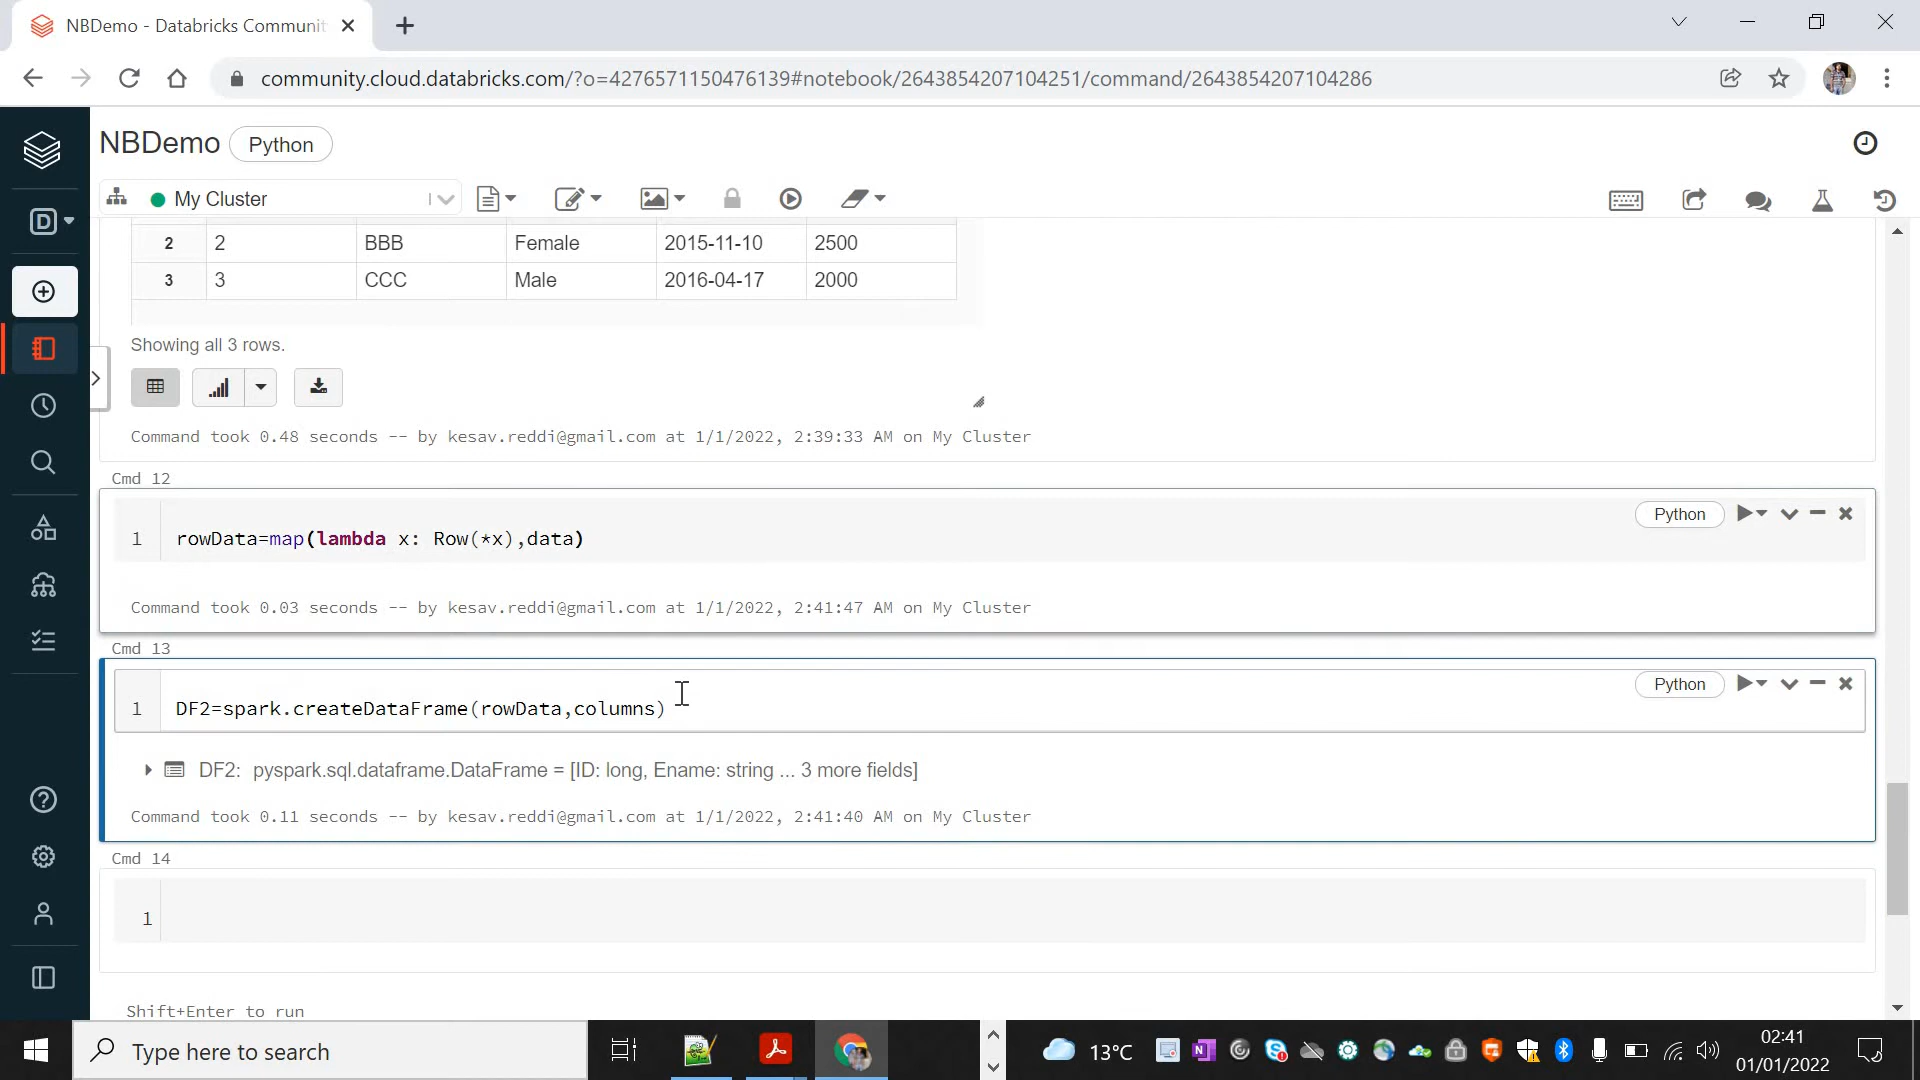 NBDemo - Databricks Communit
community.cloud.databricks.com/?o=4276571150476139#notebook/2643854207104251/command/2643854207104286
NBDemo Python
D My Cluster
2 2 BBB Female 2015-11-10 2500
3 3 CCC Male 2016-04-17 2000
Showing all 3 rows.
Command took 0.48 seconds -- by kesav.reddi@gmail.com at 1/1/2022, 2:39:33 AM on My Cluster
Cmd 12
Python
1 rowData=map(lambda x: Row(*x),data)
Command took 0.03 seconds -- by kesav.reddi@gmail.com at 1/1/2022, 2:41:47 AM on My Cluster
Cmd 13
Python
1 DF2=spark.createDataFrame(rowData,columns)
DF2: pyspark.sql.dataframe.DataFrame = [ID: long, Ename: string ... 3 more fields]
Command took 0.11 seconds -- by kesav.reddi@gmail.com at 1/1/2022, 2:41:40 AM on My Cluster
Cmd 14
1
Shift+Enter to run
Type here to search
13°C
02:41
01/01/2022